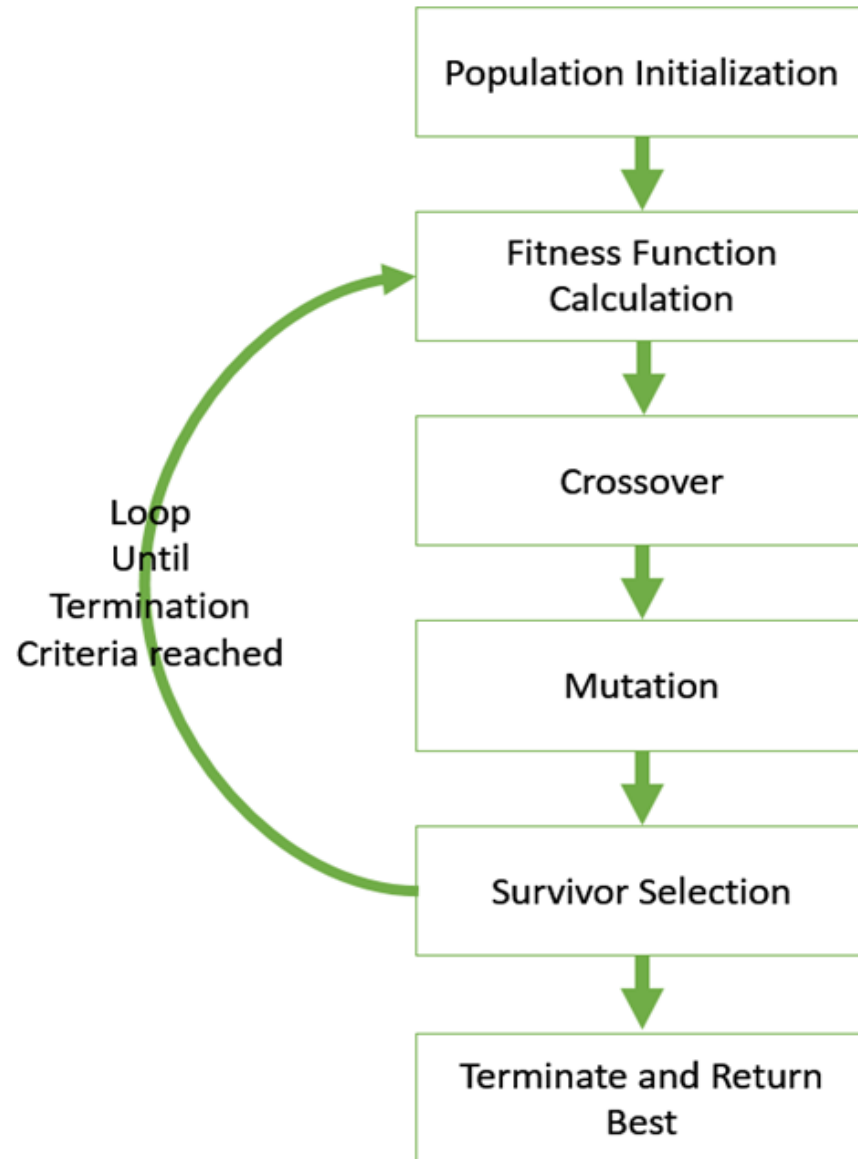 Population Initialization
Fitness Function
Calculation
Crossover
Loop
Until
Termination
Criteria reached
Mutation
Survivor Selection
Terminate and Return
Best